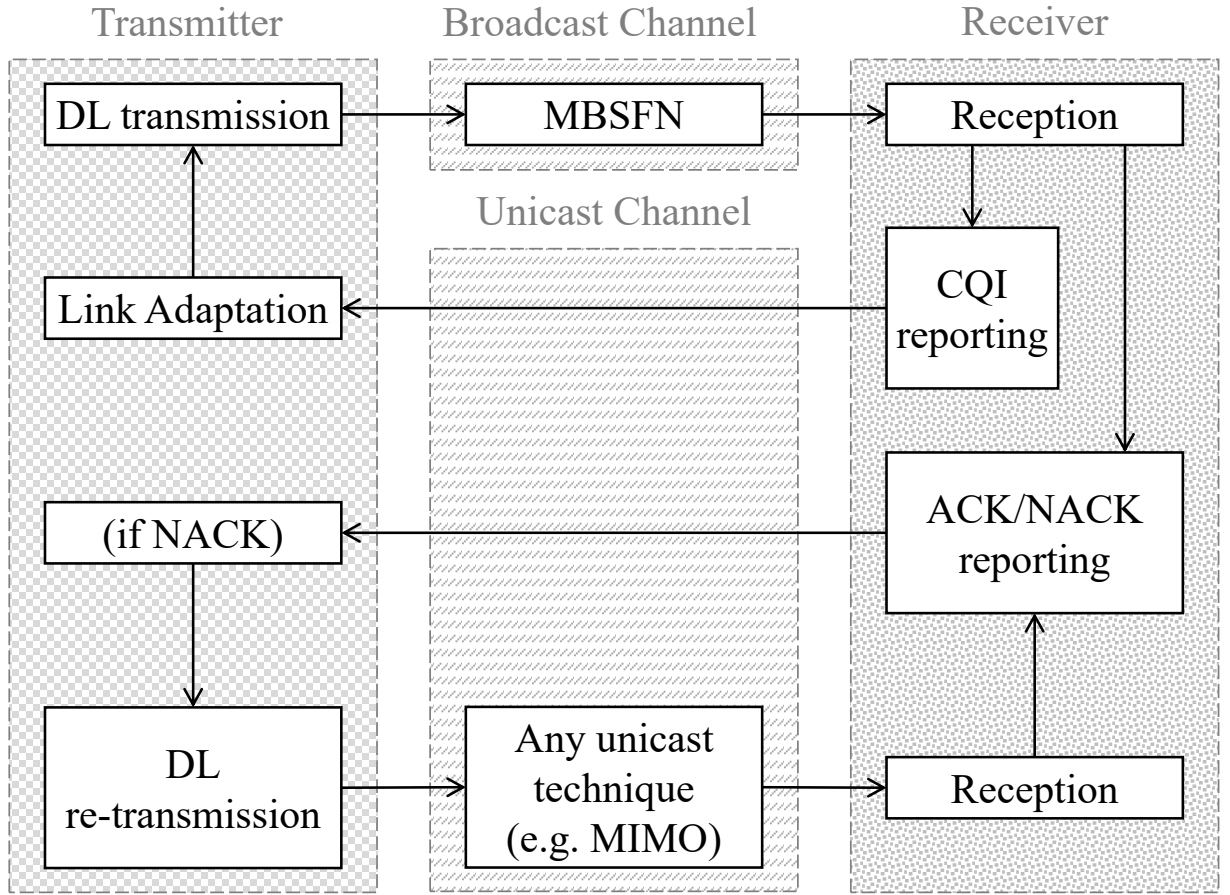 Transmitter
Broadcast Channel
Receiver
DL transmission
MBSFN
Reception
Unicast Channel
Link Adaptation
CQI
reporting
(if NACK)
ACK/NACK
reporting
DL
re-transmission
Any unicast
technique
(e.g. MIMO)
Reception